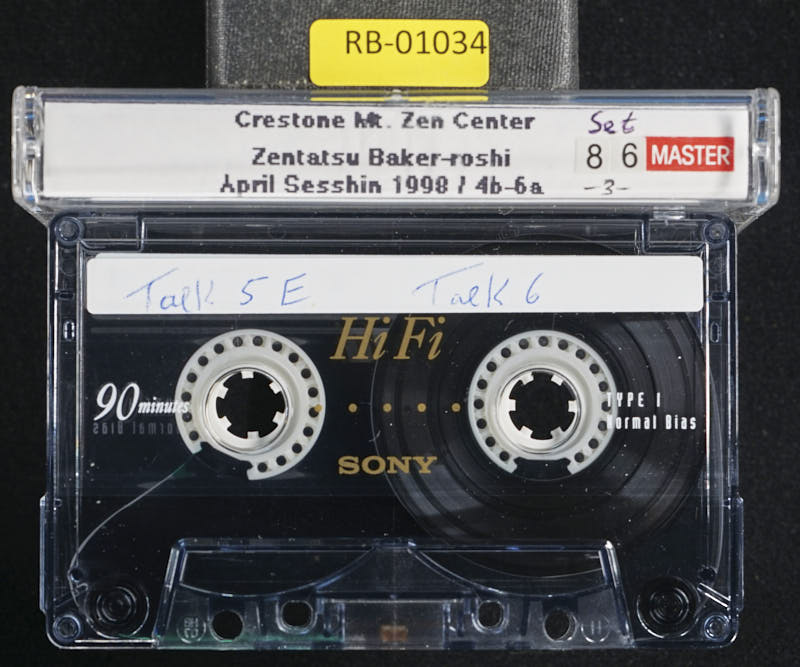 RB-01034
Crestone Mt. Zen Center
Set
Zentatsu Baker-roshi
8 6 MASTER
April Sesshin 1998 / 4b-6a
-3-
Talk 5 E Talk 6
HiFi
90 minutes
TYPE I
Normal Bias
SONY